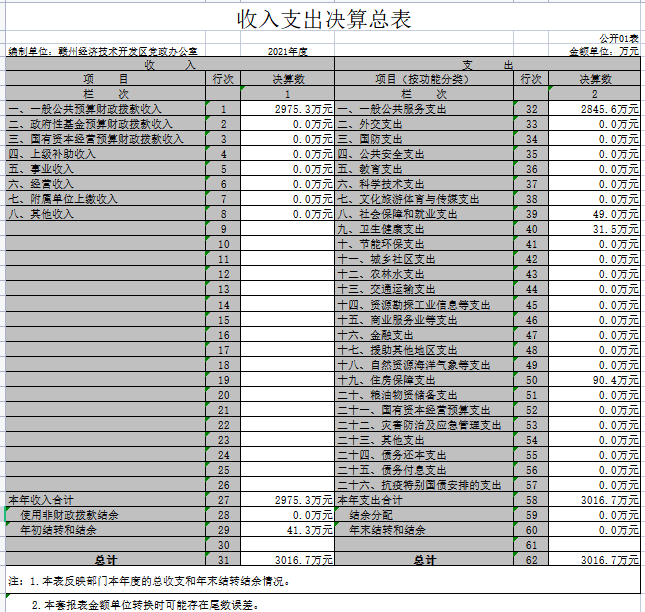 收入支出决算总表
公开01表
编制单位：赣州经济技术开发区党政办公室 2021年度 金额单位：万元
收 入 支 出
项 目 行次 决算数 项目（按功能分类） 行次 决算数
栏 次 1 栏 次 2
一、一般公共预算财政拨款收入 1 2975.3万元 一、一般公共服务支出 32 2845.6万元
二、政府性基金预算财政拨款收入 2 0.0万元 二、外交支出 33 0.0万元
三、国有资本经营预算财政拨款收入 3 0.0万元 三、国防支出 34 0.0万元
四、上级补助收入 4 0.0万元 四、公共安全支出 35 0.0万元
五、事业收入 5 0.0万元 五、教育支出 36 0.0万元
六、经营收入 6 0.0万元 六、科学技术支出 37 0.0万元
七、附属单位上缴收入 7 0.0万元 七、文化旅游体育与传媒支出 38 0.0万元
八、其他收入 8 0.0万元 八、社会保障和就业支出 39 49.0万元
9 九、卫生健康支出 40 31.5万元
10 十、节能环保支出 41 0.0万元
11 十一、城乡社区支出 42 0.0万元
12 十二、农林水支出 43 0.0万元
13 十三、交通运输支出 44 0.0万元
14 十四、资源勘探工业信息等支出 45 0.0万元
15 十五、商业服务业等支出 46 0.0万元
16 十六、金融支出 47 0.0万元
17 十七、援助其他地区支出 48 0.0万元
18 十八、自然资源海洋气象等支出 49 0.0万元
19 十九、住房保障支出 50 90.4万元
20 二十、粮油物资储备支出 51 0.0万元
21 二十一、国有资本经营预算支出 52 0.0万元
22 二十二、灾害防治及应急管理支出 53 0.0万元
23 二十三、其他支出 54 0.0万元
24 二十四、债务还本支出 55 0.0万元
25 二十五、债务付息支出 56 0.0万元
26 二十六、抗疫特别国债安排的支出 57 0.0万元
本年收入合计 27 2975.3万元 本年支出合计 58 3016.7万元
使用非财政拨款结余 28 0.0万元 结余分配 59 0.0万元
年初结转和结余 29 41.3万元 年末结转和结余 60 0.0万元
30 61
总计 31 3016.7万元 总计 62 3016.7万元
注：1.本表反映部门本年度的总收支和年末结转结余情况。
2.本套报表金额单位转换时可能存在尾数误差。